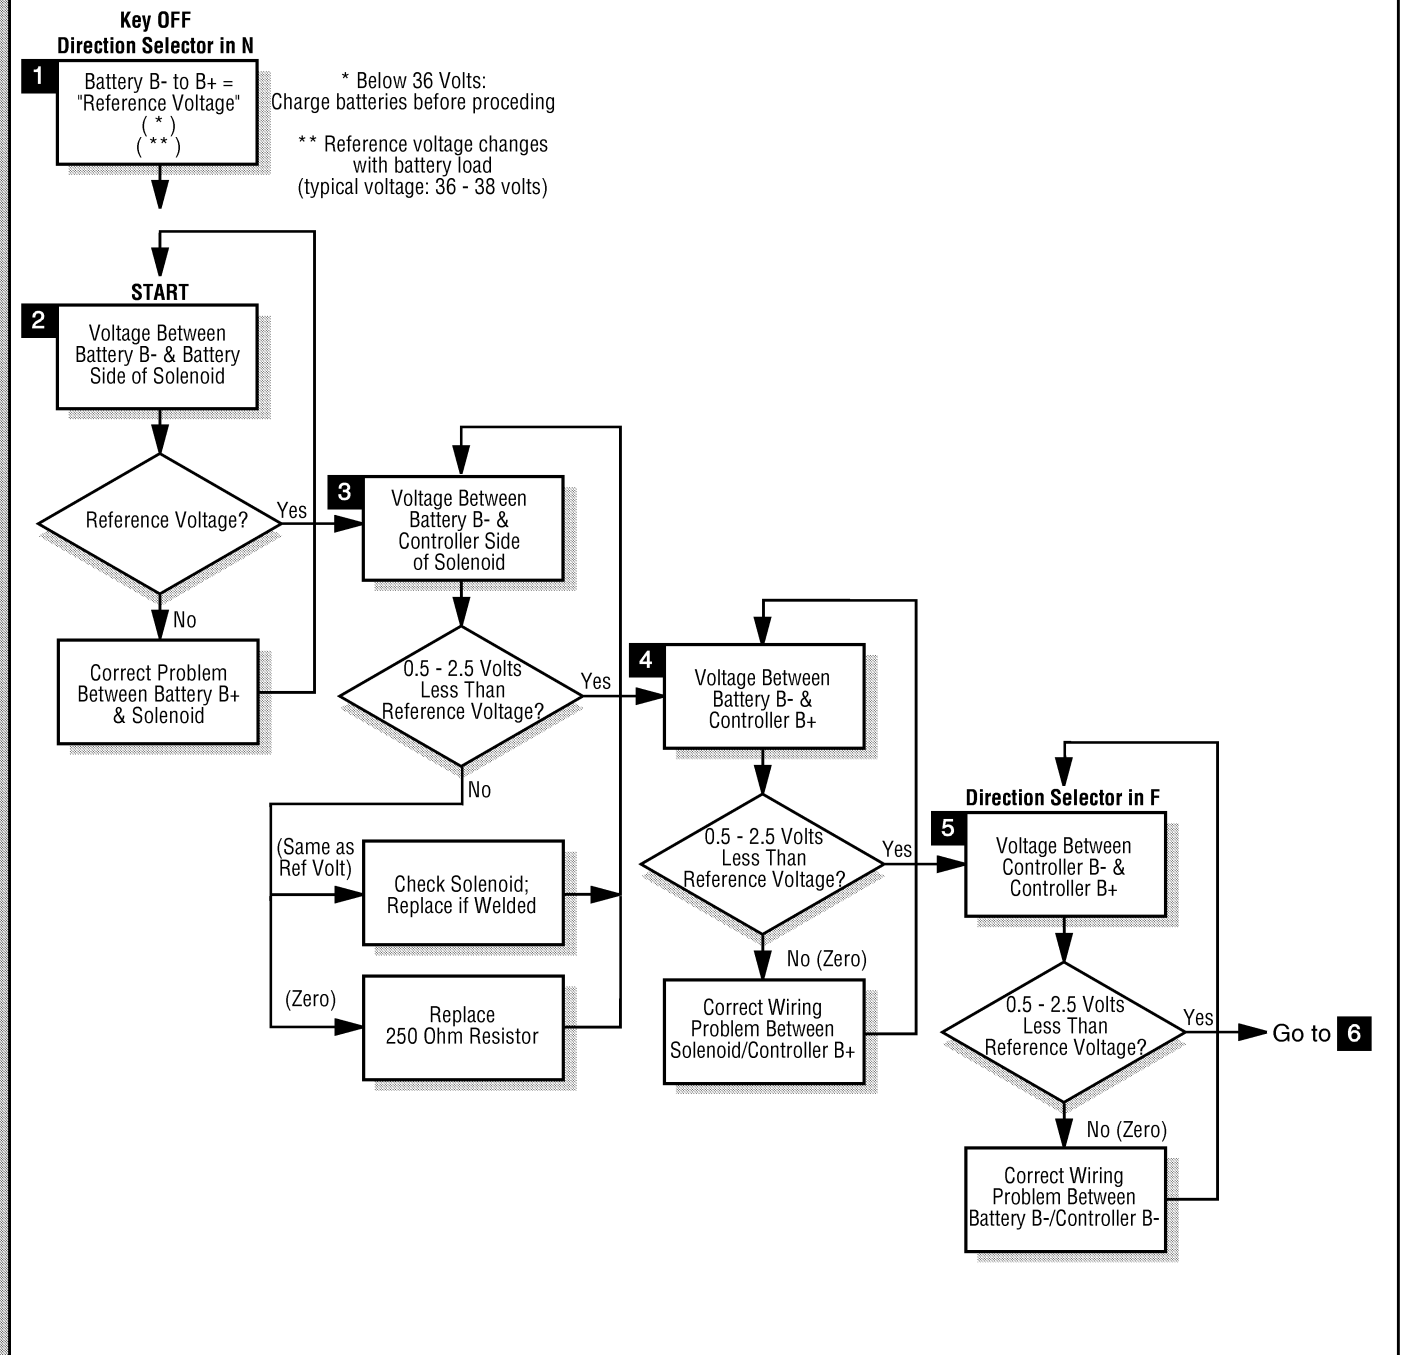 Key OFF
Direction Selector in N
1
Battery B- to B+ =
"Reference Voltage"
( * )
( ** )
* Below 36 Volts:
Charge batteries before proceding
** Reference voltage changes
with battery load
(typical voltage: 36 - 38 volts)
START
2
Voltage Between
Battery B- & Battery
Side of Solenoid
Reference Voltage?
Yes
No
Correct Problem
Between Battery B+
& Solenoid
3
Voltage Between
Battery B- &
Controller Side
of Solenoid
0.5 - 2.5 Volts
Less Than
Reference Voltage?
Yes
No
(Same as
Ref Volt)
Check Solenoid;
Replace if Welded
(Zero)
Replace
250 Ohm Resistor
4
Voltage Between
Battery B- &
Controller B+
0.5 - 2.5 Volts
Less Than
Reference Voltage?
Yes
No (Zero)
Correct Wiring
Problem Between
Solenoid/Controller B+
Direction Selector in F
5
Voltage Between
Controller B- &
Controller B+
0.5 - 2.5 Volts
Less Than
Reference Voltage?
Yes
Go to 6
No (Zero)
Correct Wiring
Problem Between
Battery B-/Controller B-